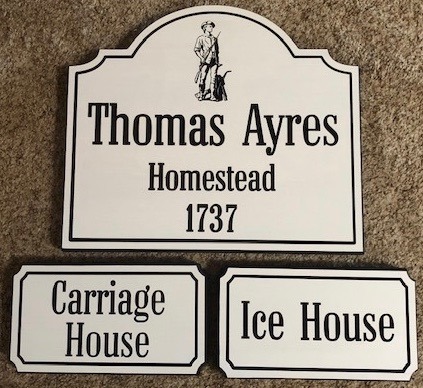 Thomas Ayres
Homestead
1737
Carriage
House
Ice House